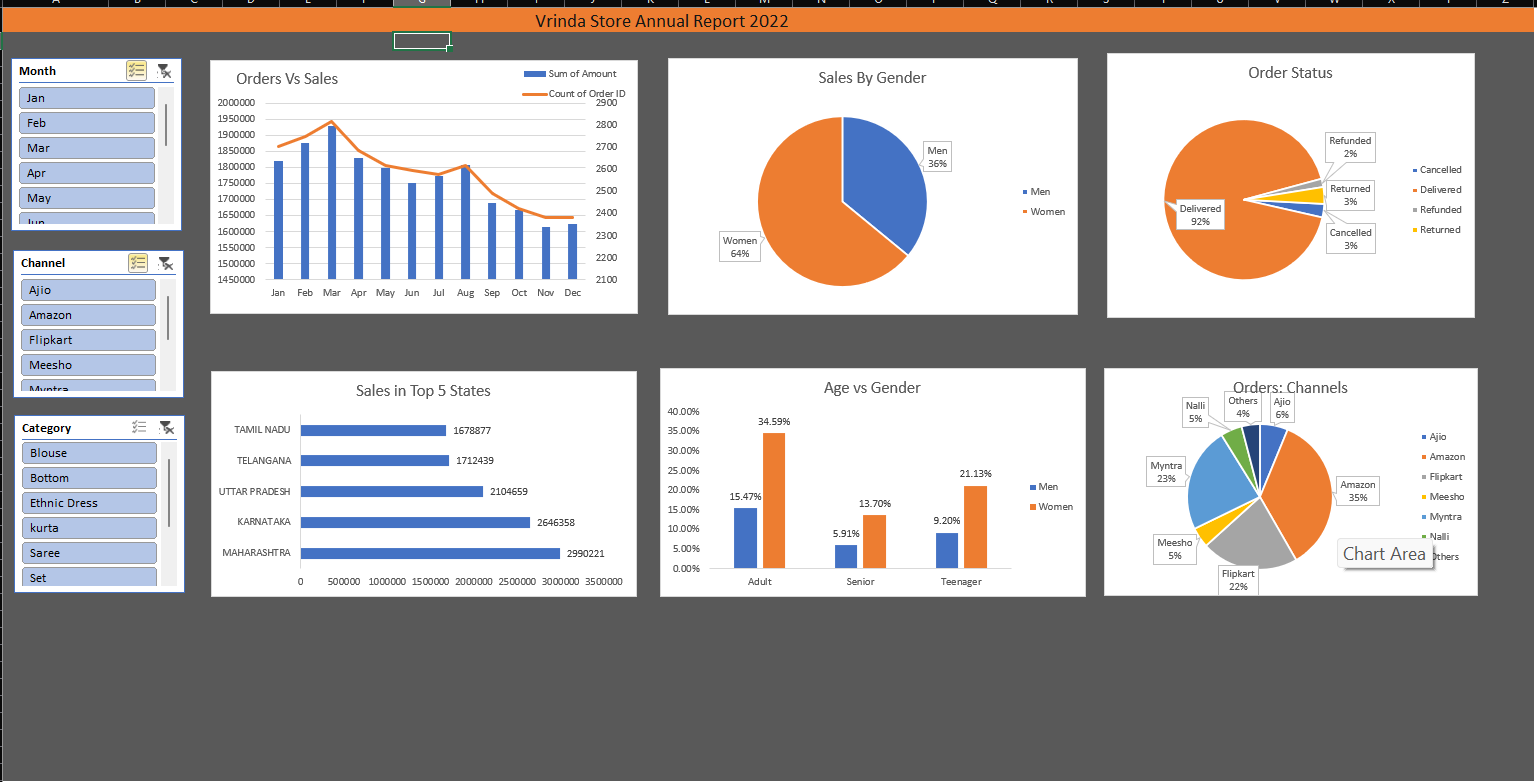 Vrinda Store Annual Report 2022
Month
Jan
Feb
Mar
Apr
May
Jun
Channel
Ajio
Amazon
Flipkart
Meesho
Myntra
Category
Blouse
Bottom
Ethnic Dress
kurta
Saree
Set
Orders Vs Sales
Sum of Amount
Count of Order ID
2000000
1950000
1900000
1850000
1800000
1750000
1700000
1650000
1600000
1550000
1500000
1450000
2900
2800
2700
2600
2500
2400
2300
2200
2100
Jan Feb Mar Apr May Jun Jul Aug Sep Oct Nov Dec
Sales By Gender
Men
36%
Women
64%
Men
Women
Order Status
Refunded
2%
Returned
3%
Delivered
92%
Cancelled
3%
Cancelled
Delivered
Refunded
Returned
Sales in Top 5 States
TAMIL NADU 1678877
TELANGANA 1712439
UTTAR PRADESH 2104659
KARNATAKA 2646358
MAHARASHTRA 2990221
0 500000 1000000 1500000 2000000 2500000 3000000 3500000
Age vs Gender
40.00%
35.00%
30.00%
25.00%
20.00%
15.00%
10.00%
5.00%
0.00%
15.47%
34.59%
5.91%
13.70%
9.20%
21.13%
Adult Senior Teenager
Men
Women
Orders: Channels
Nalli
5%
Others
4%
Ajio
6%
Myntra
23%
Amazon
35%
Meesho
5%
Flipkart
22%
Ajio
Amazon
Flipkart
Meesho
Myntra
Nalli
Others
Chart Area